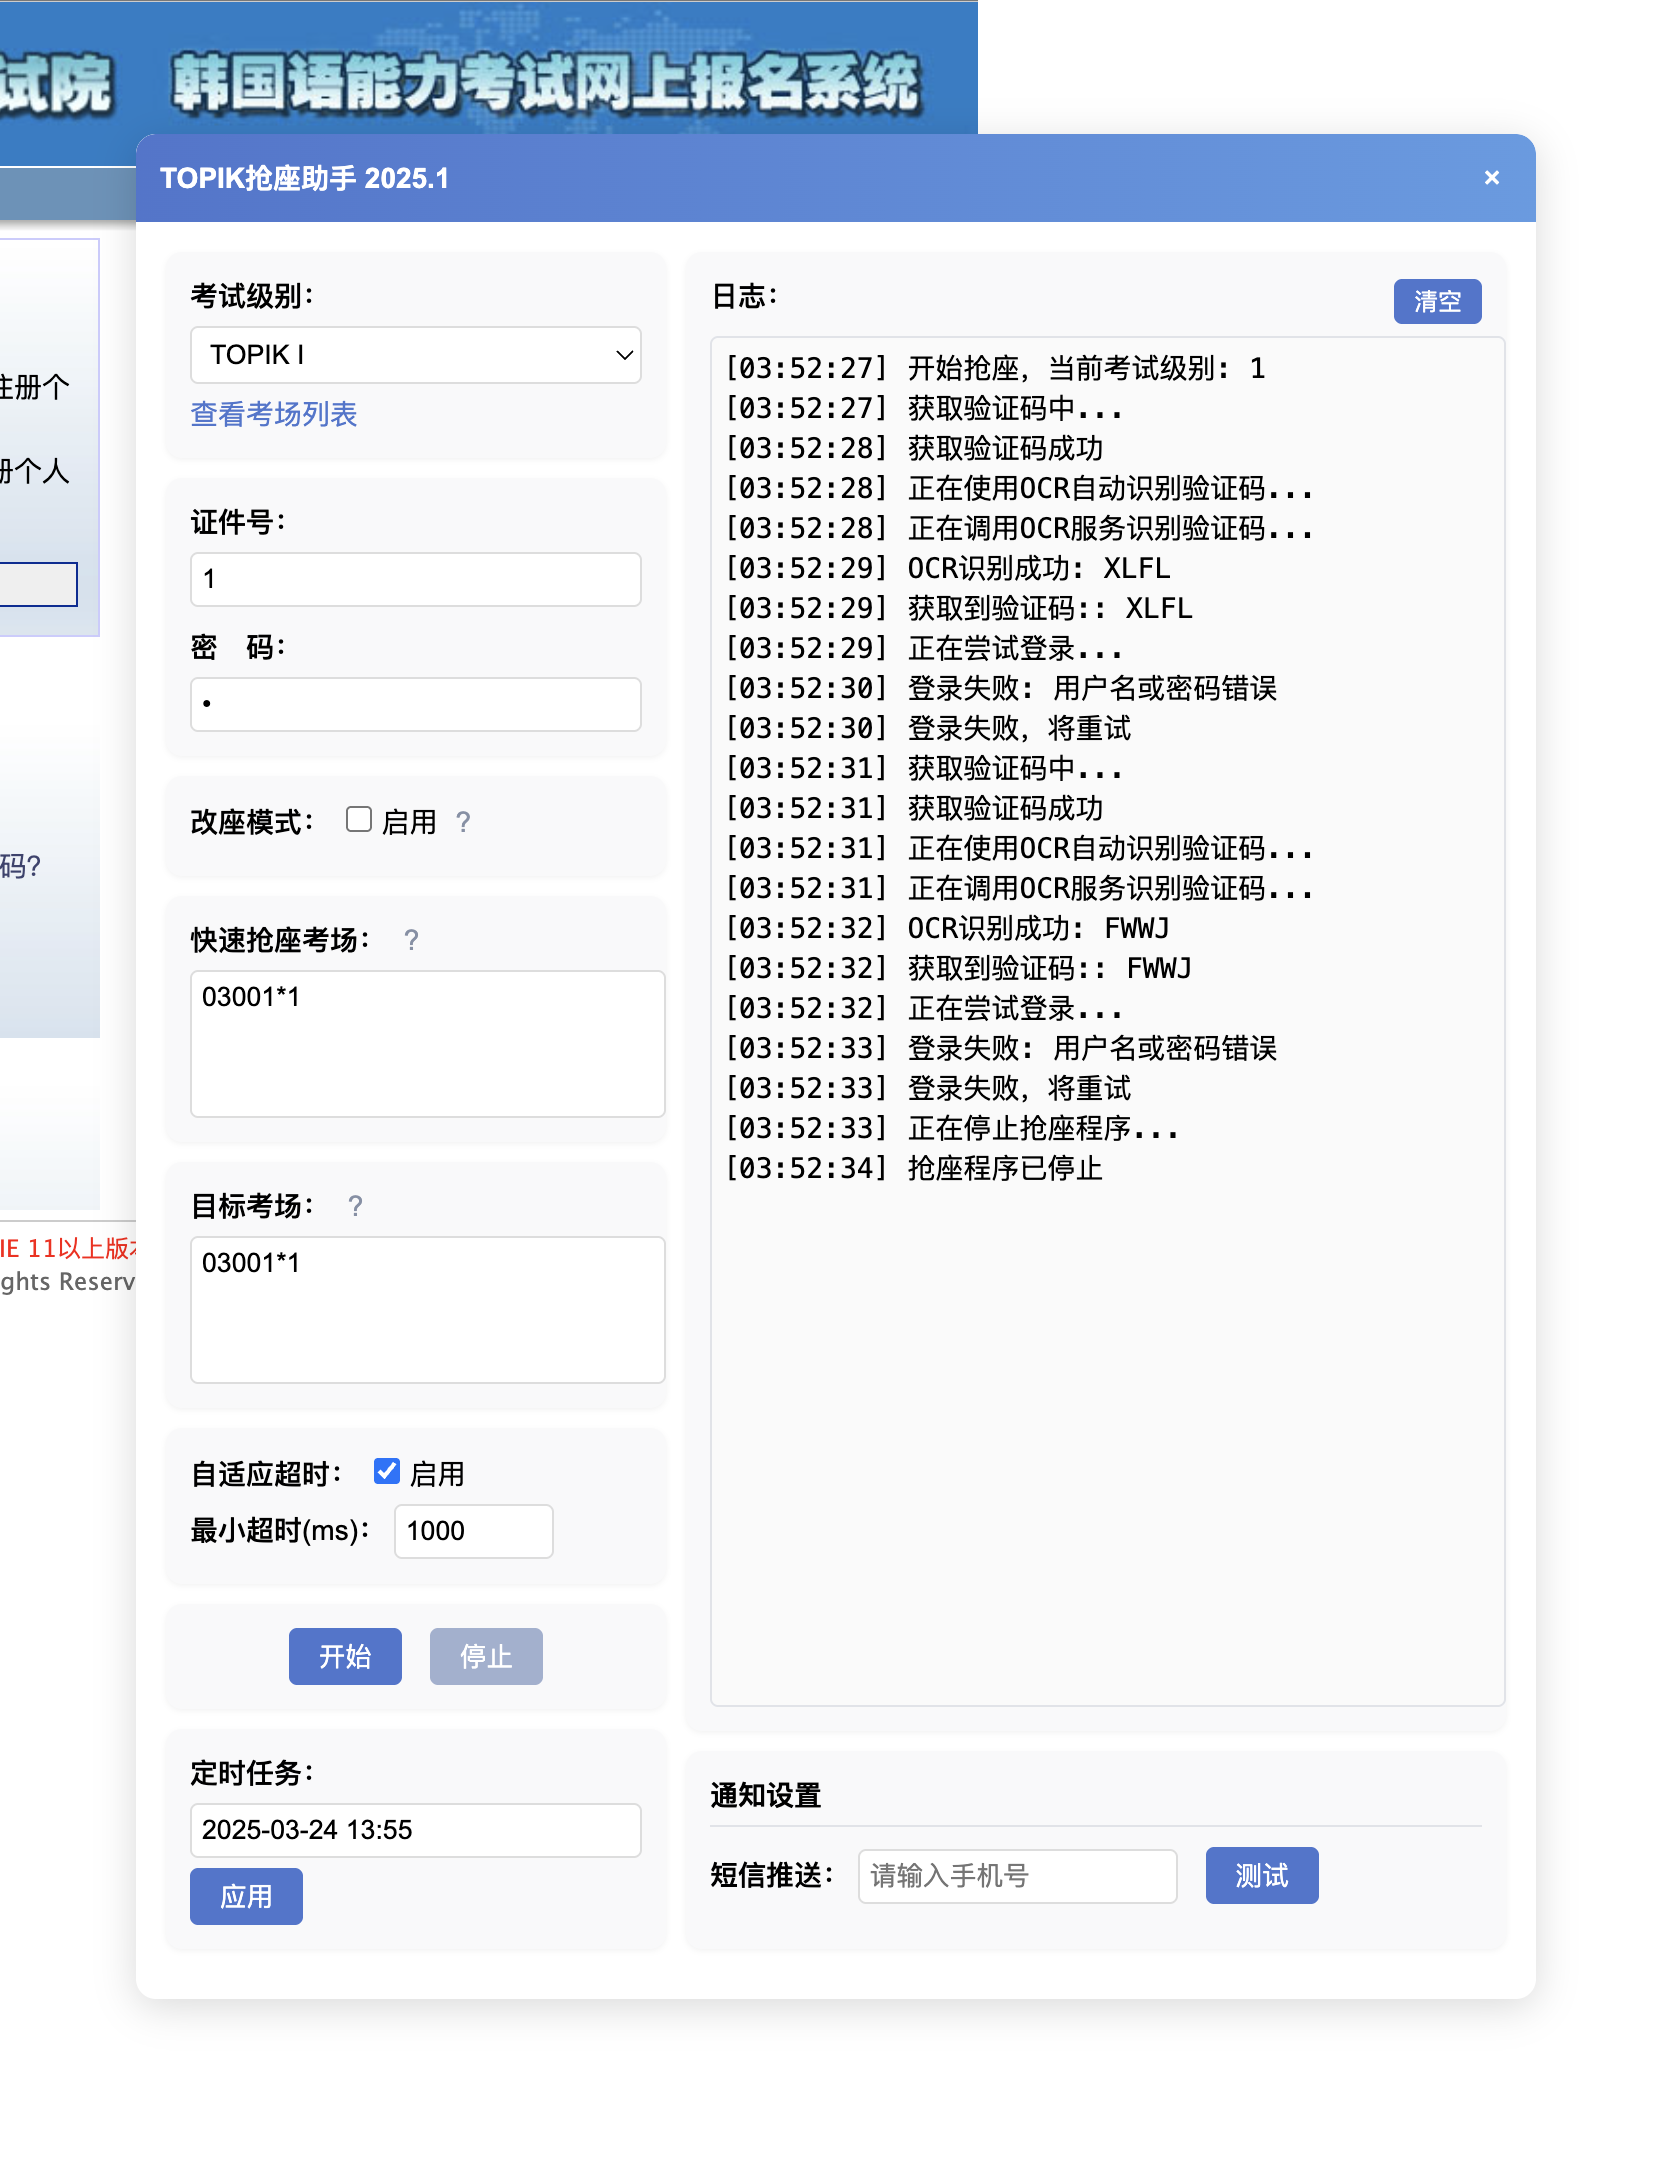 试院 韩国语能力考试网上报名系统
TOPIK抢座助手 2025.1
×
注册个
册个人
码?
IE 11以上版本
ghts Reserv
考试级别：
TOPIK I
查看考场列表
证件号：
1
密 码：
•
改座模式： 启用 ?
快速抢座考场： ?
03001*1
目标考场： ?
03001*1
自适应超时： 启用
最小超时(ms)： 1000
开始 停止
定时任务：
2025-03-24 13:55
应用
日志： 清空
[03:52:27] 开始抢座，当前考试级别: 1
[03:52:27] 获取验证码中...
[03:52:28] 获取验证码成功
[03:52:28] 正在使用OCR自动识别验证码...
[03:52:28] 正在调用OCR服务识别验证码...
[03:52:29] OCR识别成功: XLFL
[03:52:29] 获取到验证码:: XLFL
[03:52:29] 正在尝试登录...
[03:52:30] 登录失败: 用户名或密码错误
[03:52:30] 登录失败，将重试
[03:52:31] 获取验证码中...
[03:52:31] 获取验证码成功
[03:52:31] 正在使用OCR自动识别验证码...
[03:52:31] 正在调用OCR服务识别验证码...
[03:52:32] OCR识别成功: FWWJ
[03:52:32] 获取到验证码:: FWWJ
[03:52:32] 正在尝试登录...
[03:52:33] 登录失败: 用户名或密码错误
[03:52:33] 登录失败，将重试
[03:52:33] 正在停止抢座程序...
[03:52:34] 抢座程序已停止
通知设置
短信推送： 请输入手机号 测试